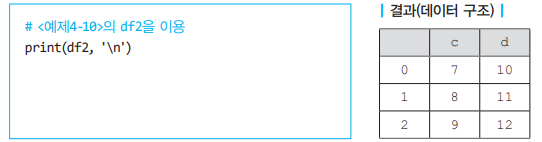 # <예제4-10>의 df2을 이용
print(df2, '\n')
| 결과(데이터 구조) |
c d
0 7 10
1 8 11
2 9 12